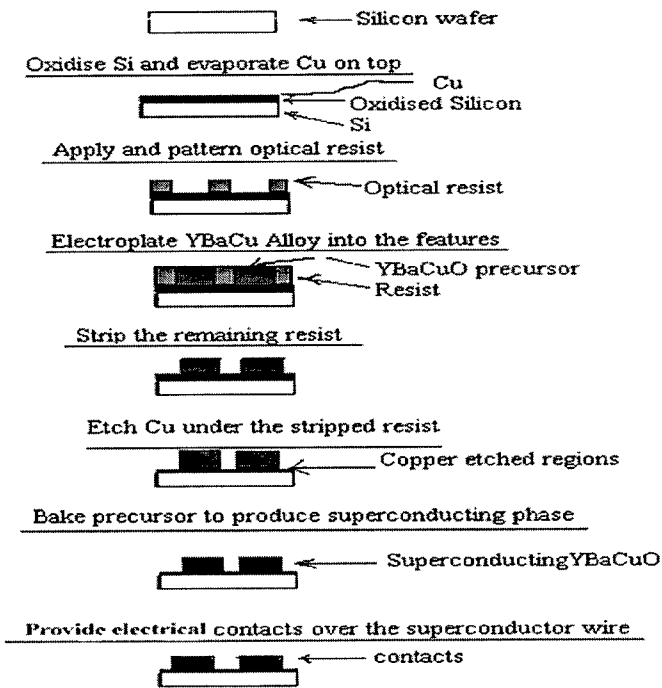 Silicon wafer
Oxidise Si and evaporate Cu on top
Cu
Oxidised Silicon
Si
Apply and pattern optical resist
Optical resist
Electroplate YBaCu Alloy into the features
YBaCuO precursor
Resist
Strip the remaining resist
Etch Cu under the stripped resist
Copper etched regions
Bake precursor to produce superconducting phase
SuperconductingYBaCuO
Provide electrical contacts over the superconductor wire
contacts